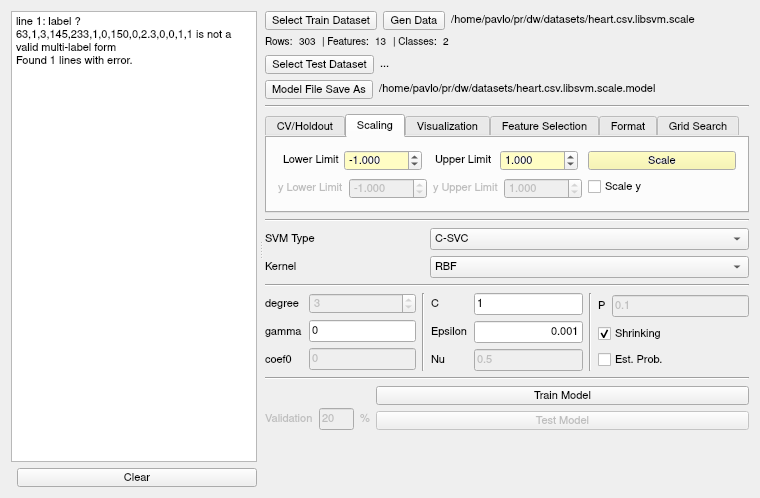 line 1: label ?
63,1,3,145,233,1,0,150,0,2.3,0,0,1,1 is not a
valid multi-label form
Found 1 lines with error.
Clear
Select Train Dataset Gen Data /home/pavlo/pr/dw/datasets/heart.csv.libsvm.scale
Rows: 303 | Features: 13 | Classes: 2
Select Test Dataset ...
Model File Save As /home/pavlo/pr/dw/datasets/heart.csv.libsvm.scale.model
CV/Holdout Scaling Visualization Feature Selection Format Grid Search
Lower Limit -1.000 Upper Limit 1.000 Scale
y Lower Limit -1.000 y Upper Limit 1.000 Scale y
SVM Type C-SVC
Kernel RBF
degree 3 C 1 P 0.1
gamma 0 Epsilon 0.001 Shrinking
coef0 0 Nu 0.5 Est. Prob.
Train Model
Validation 20 % Test Model